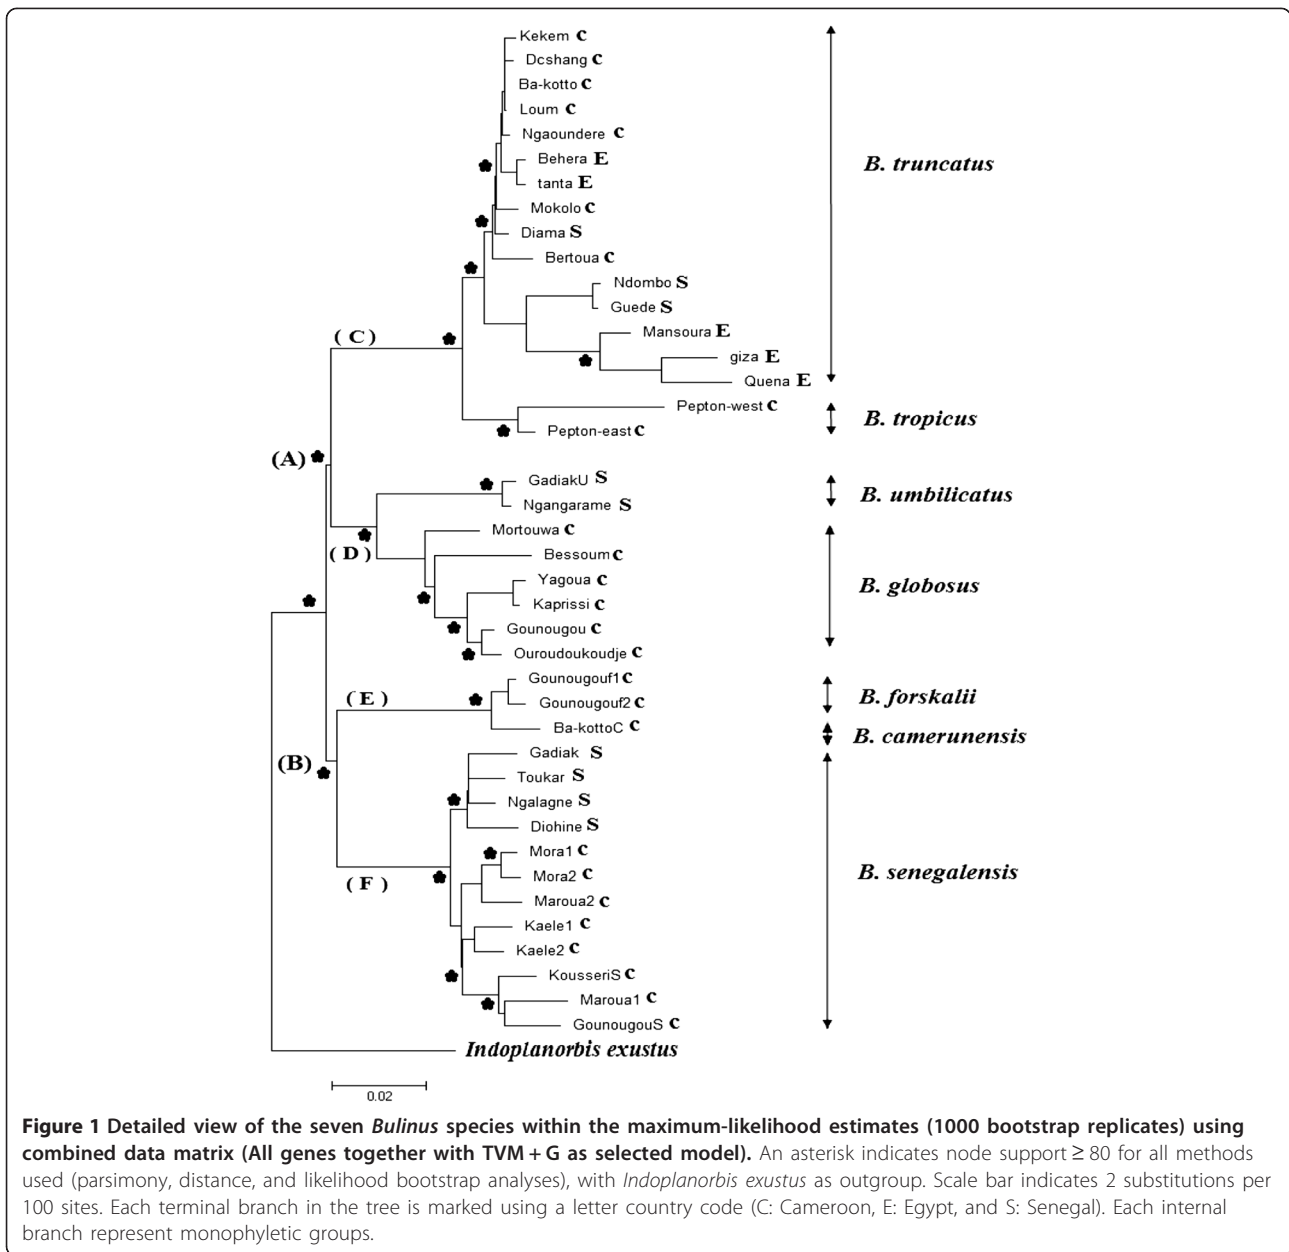 Kekem C
Dcshang C
Ba-kotto C
Loum C
Ngaoundere C
Behera E
tanta E
Mokolo C
Diama S
Bertoua C
Ndombo S
Guede S
Mansoura E
giza E
Quena E
B. truncatus
(C)
Pepton-west C
Pepton-east C
B. tropicus
(A)
GadiakU S
Ngangarame S
B. umbilicatus
(D)
Mortouwa C
Bessoum C
Yagoua C
Kaprissi C
Gounougou C
Ouroudoukoudje C
B. globosus
(E)
Gounougouf1 C
Gounougouf2 C
B. forskalii
Ba-kottoC C
B. camerunensis
(B)
Gadiak S
Toukar S
Ngalagne S
Diohine S
Mora1 C
Mora2 C
Maroua2 C
Kaele1 C
Kaele2 C
KousseriS C
Maroua1 C
GounougouS C
B. senegalensis
(F)
Indoplanorbis exustus
0.02
Figure 1 Detailed view of the seven Bulinus species within the maximum-likelihood estimates (1000 bootstrap replicates) using
combined data matrix (All genes together with TVM + G as selected model). An asterisk indicates node support ≥ 80 for all methods
used (parsimony, distance, and likelihood bootstrap analyses), with Indoplanorbis exustus as outgroup. Scale bar indicates 2 substitutions per
100 sites. Each terminal branch in the tree is marked using a letter country code (C: Cameroon, E: Egypt, and S: Senegal). Each internal
branch represent monophyletic groups.